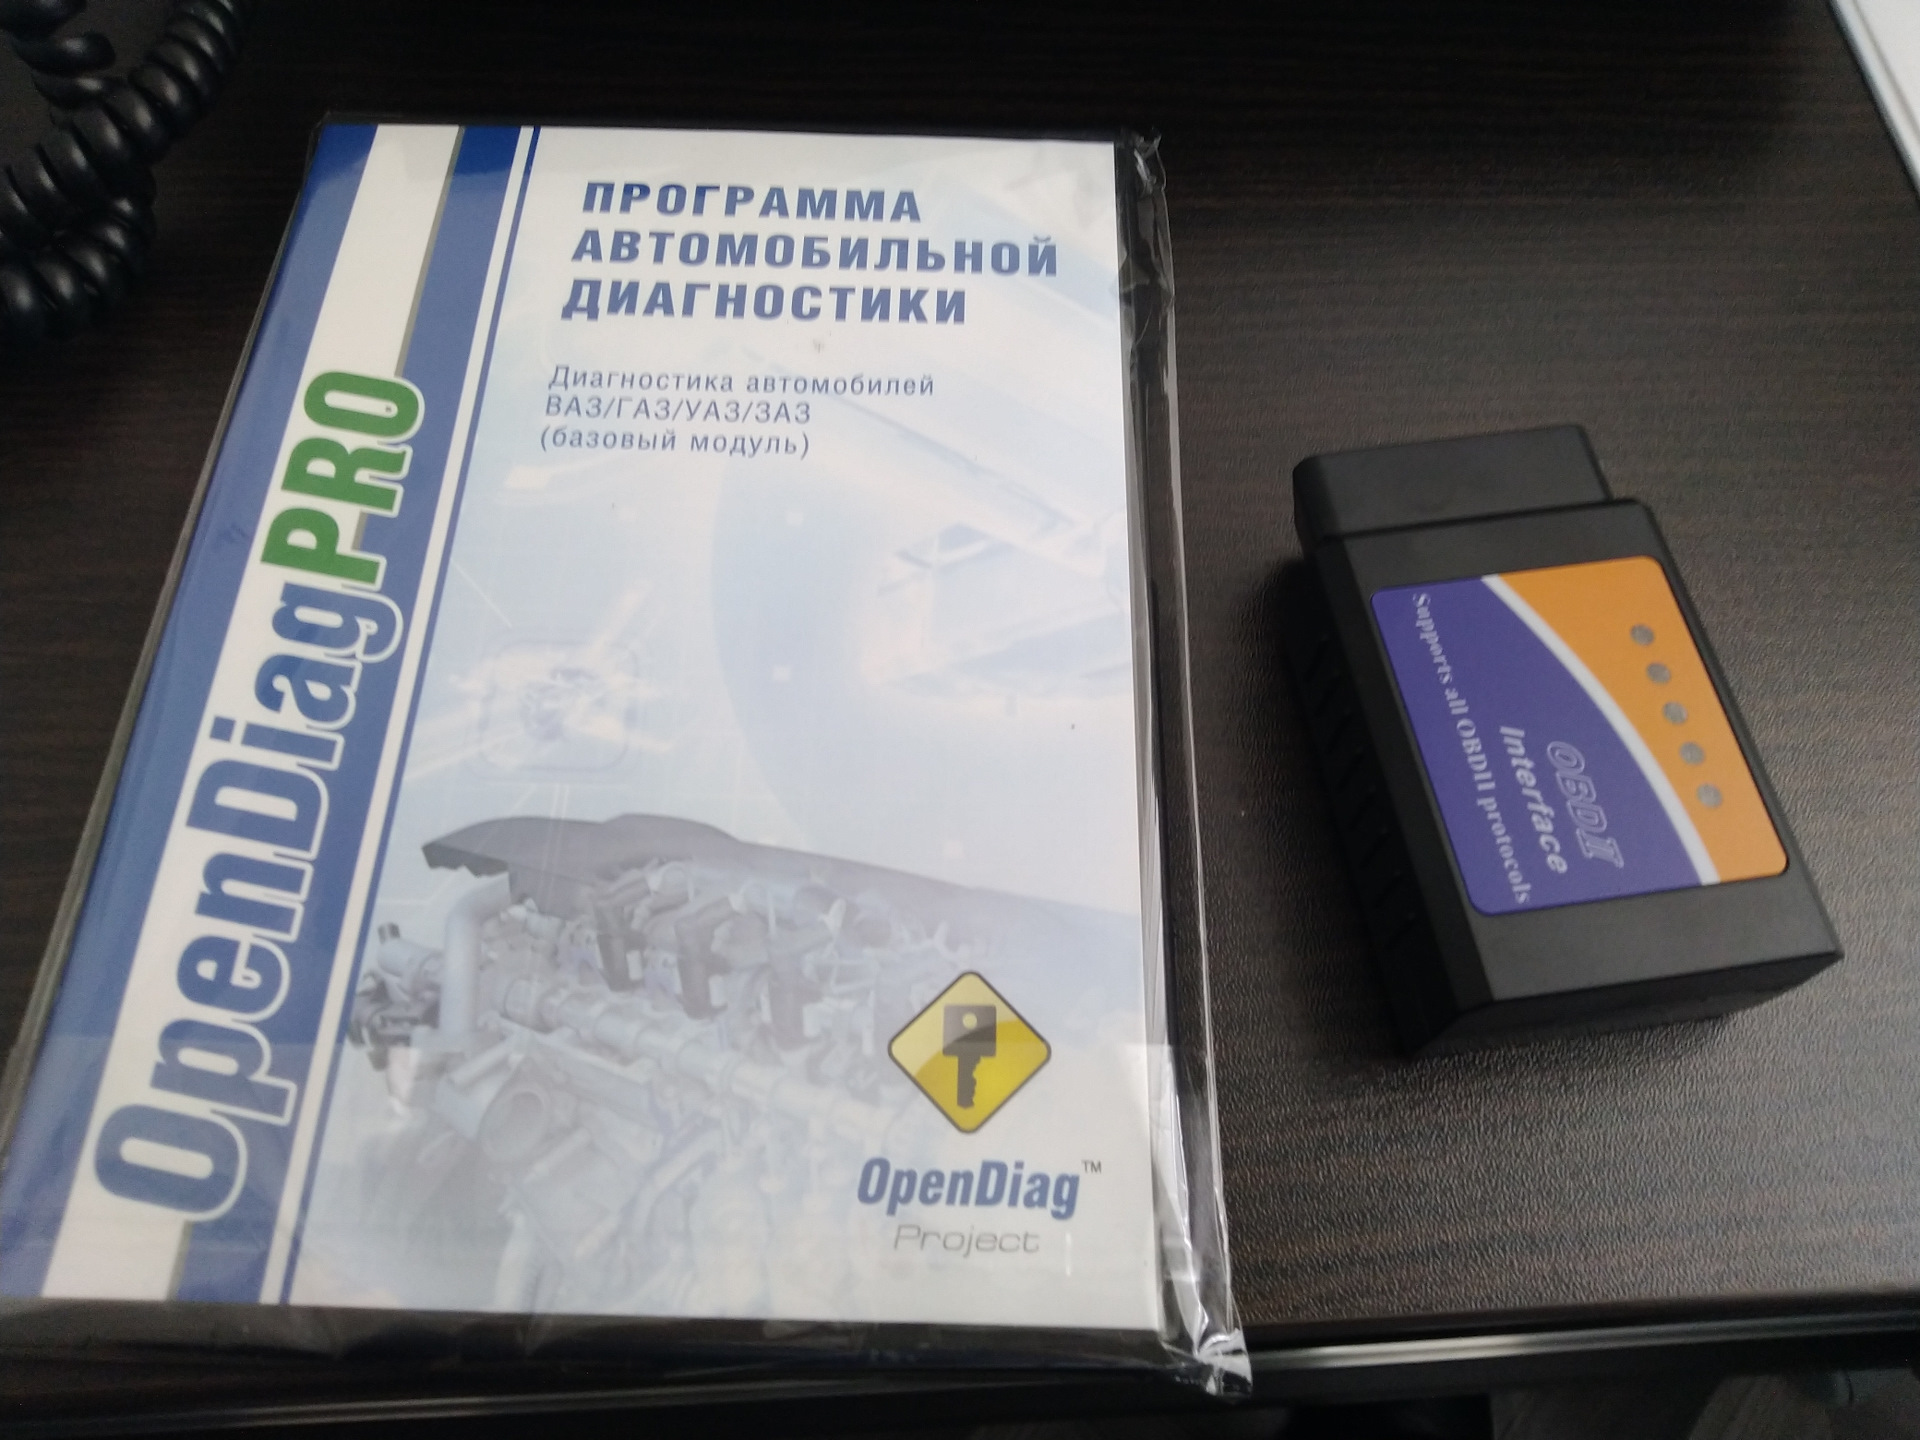 ПРОГРАММА
АВТОМОБИЛЬНОЙ
ДИАГНОСТИКИ
Диагностика автомобилей
ВАЗ/ГАЗ/УАЗ/ЗАЗ
(базовый модуль)
OpenDiagPRO
OpenDiag™
Project
OBDII
Interface
Supports all OBDII protocols